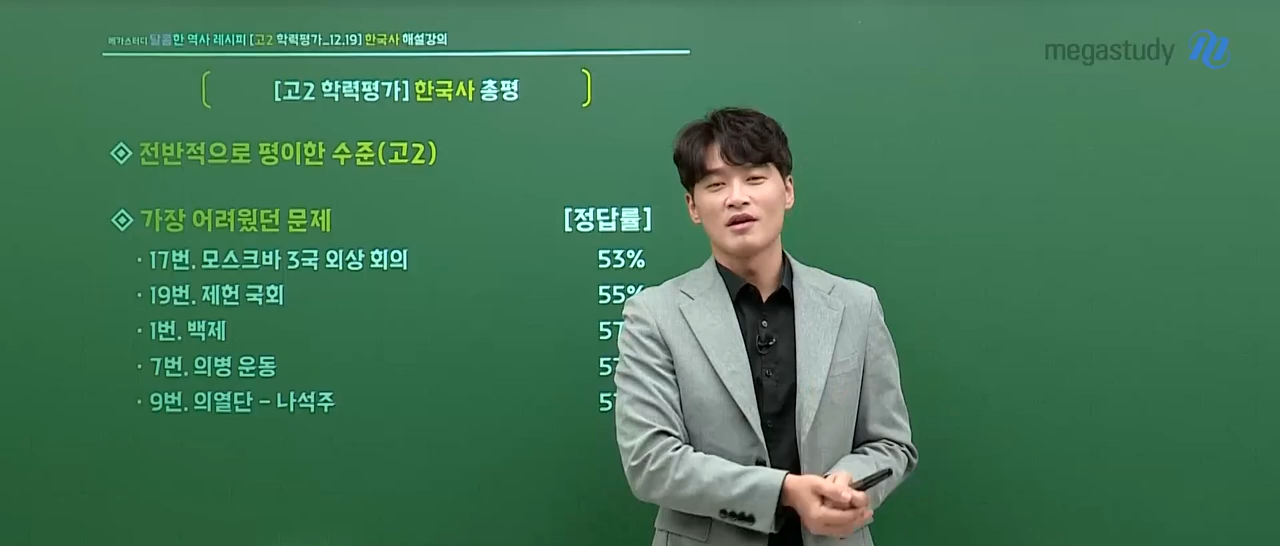 메가스터디 달콤한 역사 레시피 [고2 학력평가_12.19] 한국사 해설강의
megastudy
[고2 학력평가] 한국사 총평
전반적으로 평이한 수준(고2)
가장 어려웠던 문제 [정답률]
· 17번. 모스크바 3국 외상 회의 53%
· 19번. 제헌 국회 55%
· 1번. 백제
· 7번. 의병 운동
· 9번. 의열단 - 나석주